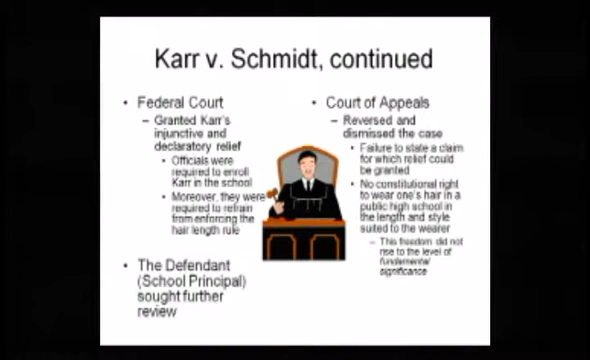 Karr v. Schmidt, continued
• Federal Court
– Granted Karr's
injunctive and
declaratory relief
• Officials were
required to enroll
Karr in the school
• Moreover, they were
required to refrain
from enforcing the
hair length rule
• The Defendant
(School Principal)
sought further
review
• Court of Appeals
– Reversed and
dismissed the case
• Failure to state a claim
for which relief could
be granted
• No constitutional right
to wear one's hair in a
public high school in
the length and style
suited to the wearer
– This freedom did not
rise to the level of
fundamental
significance